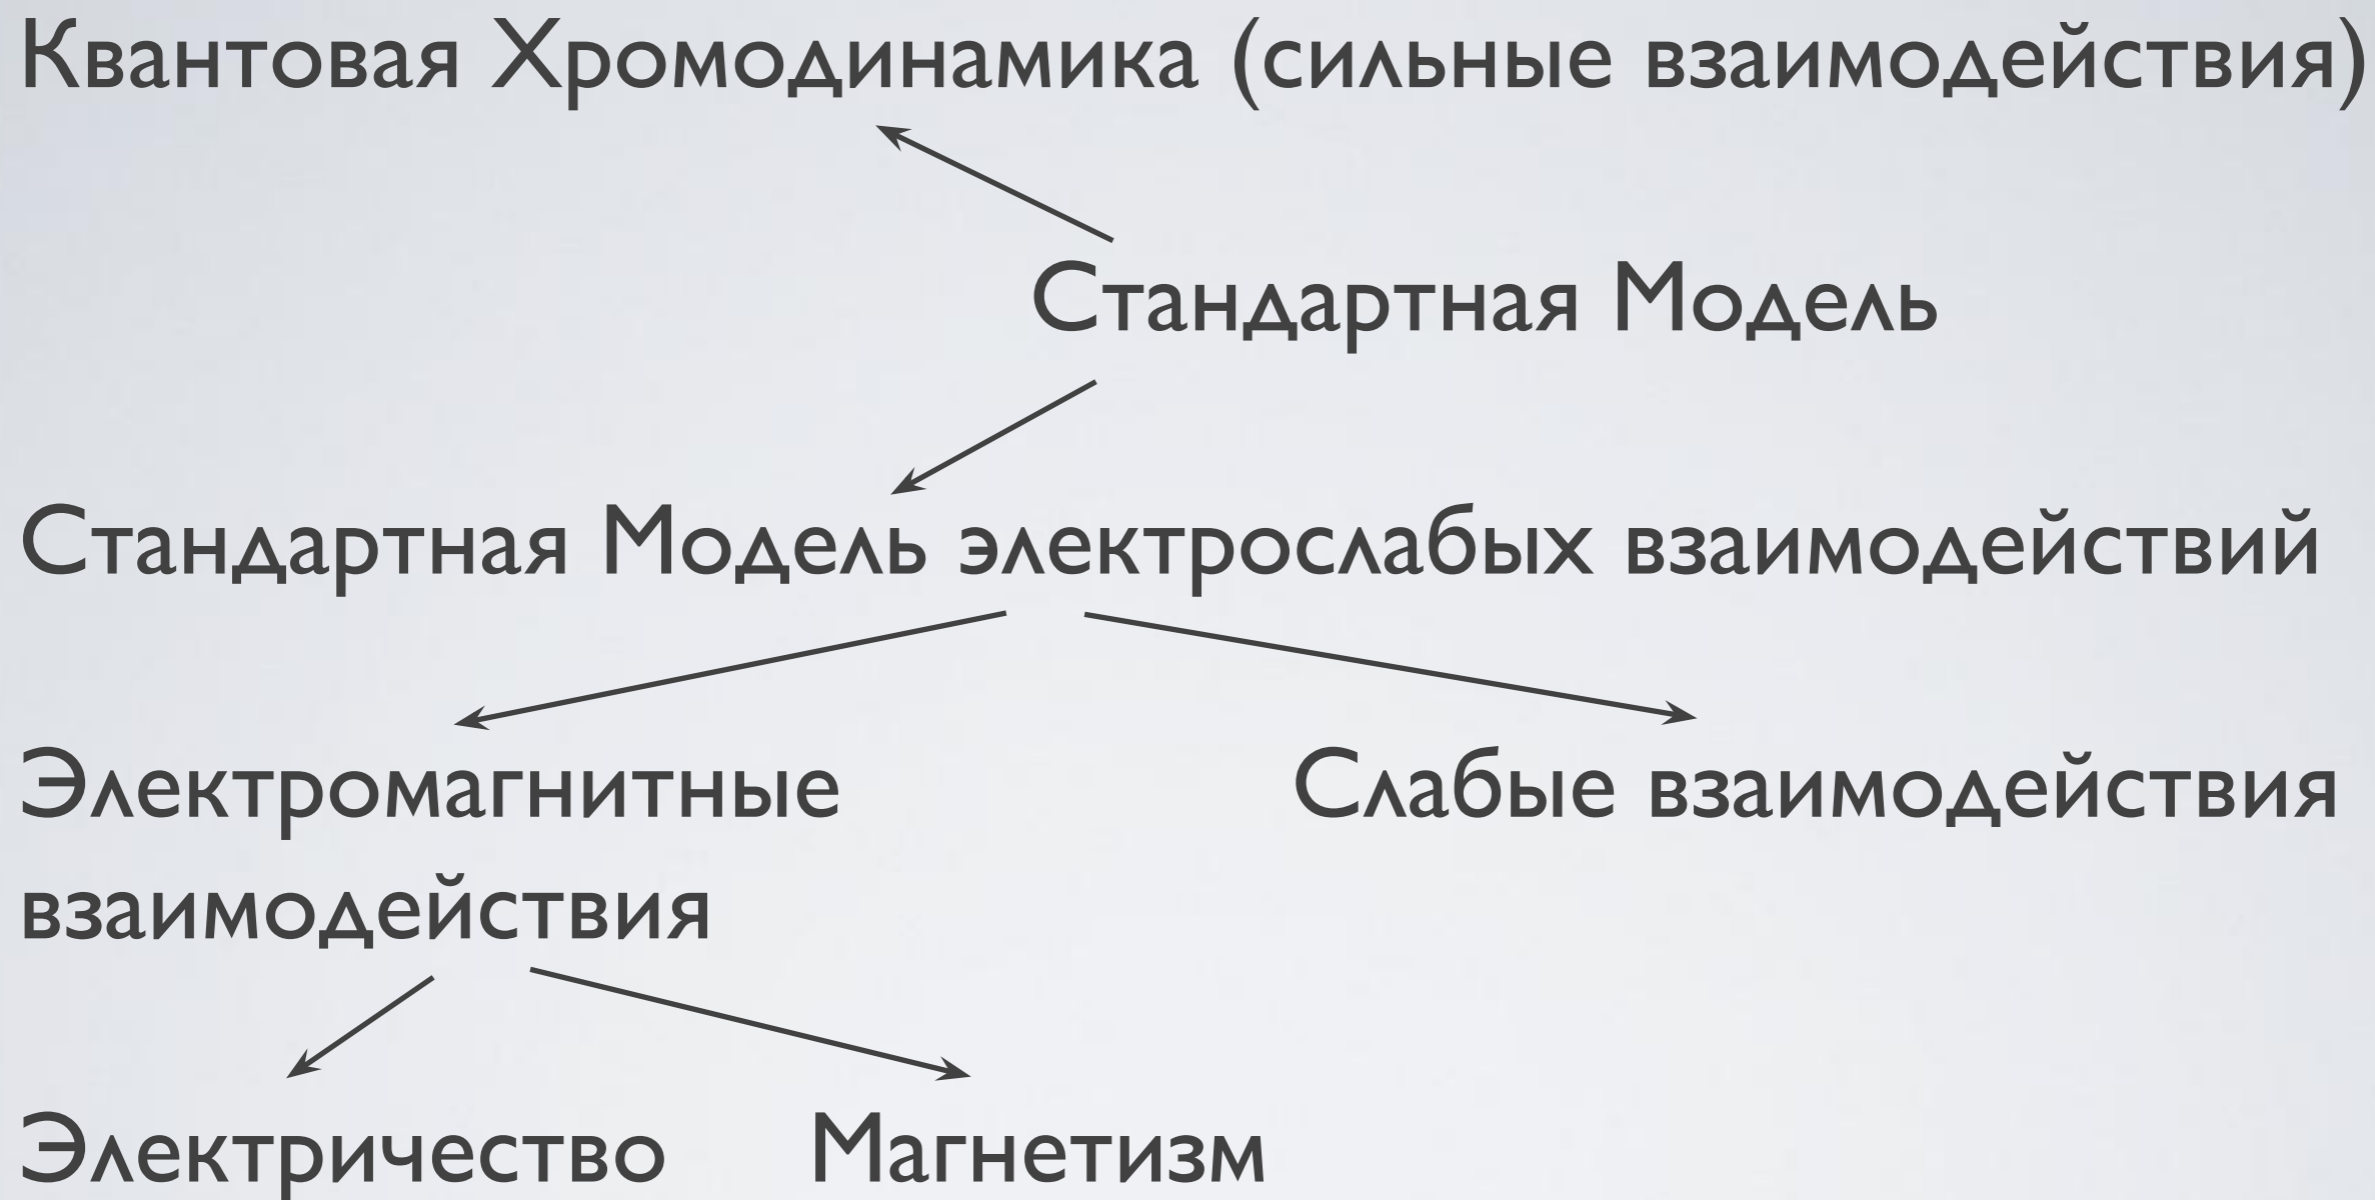 Квантовая Хромодинамика (сильные взаимодействия)
Стандартная Модель
Стандартная Модель электрослабых взаимодействий
Электромагнитные Слабые взаимодействия
взаимодействия
Электричество Магнетизм